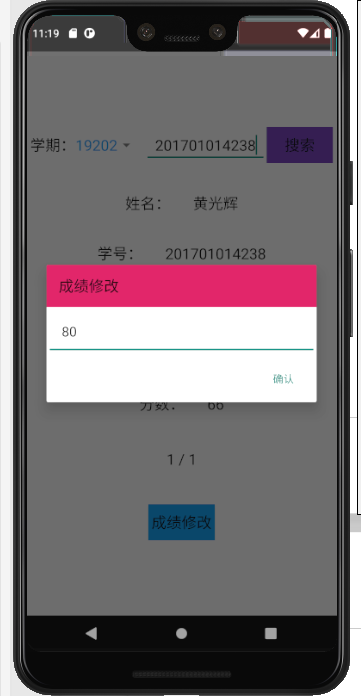 11:19
学期：19202 201701014238 搜索
姓名： 黄光辉
学号： 201701014238
成绩修改
80
确认
分数： 66
1 / 1
成绩修改